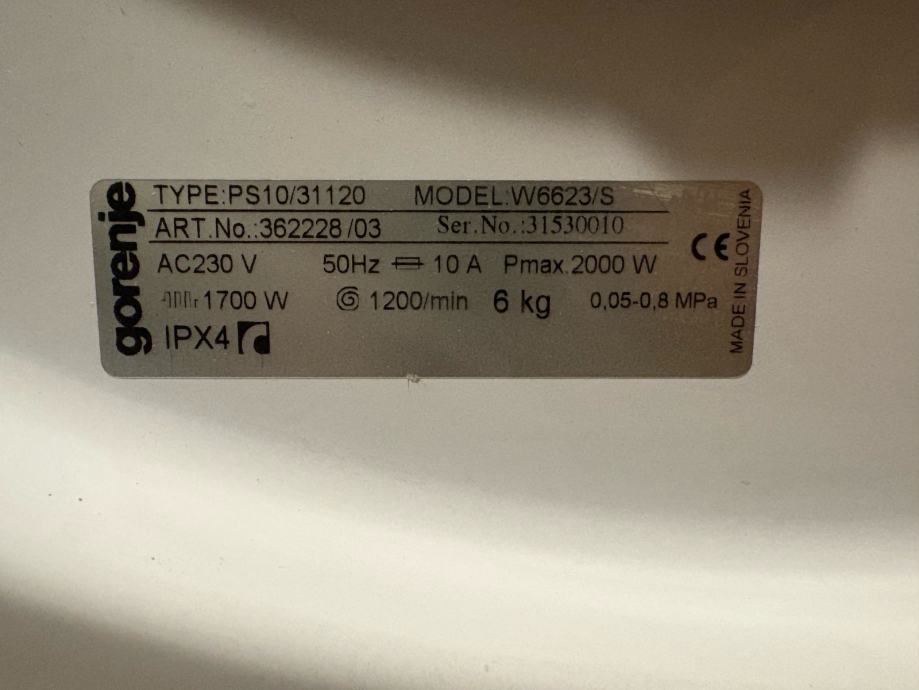 gorenje
TYPE:PS10/31120 MODEL:W6623/S
ART.No.:362228/03 Ser.No.:31530010
AC230 V 50Hz 10 A Pmax.2000 W CE
1700 W 1200/min 6 kg 0,05-0,8 MPa
IPX4
MADE IN SLOVENIA